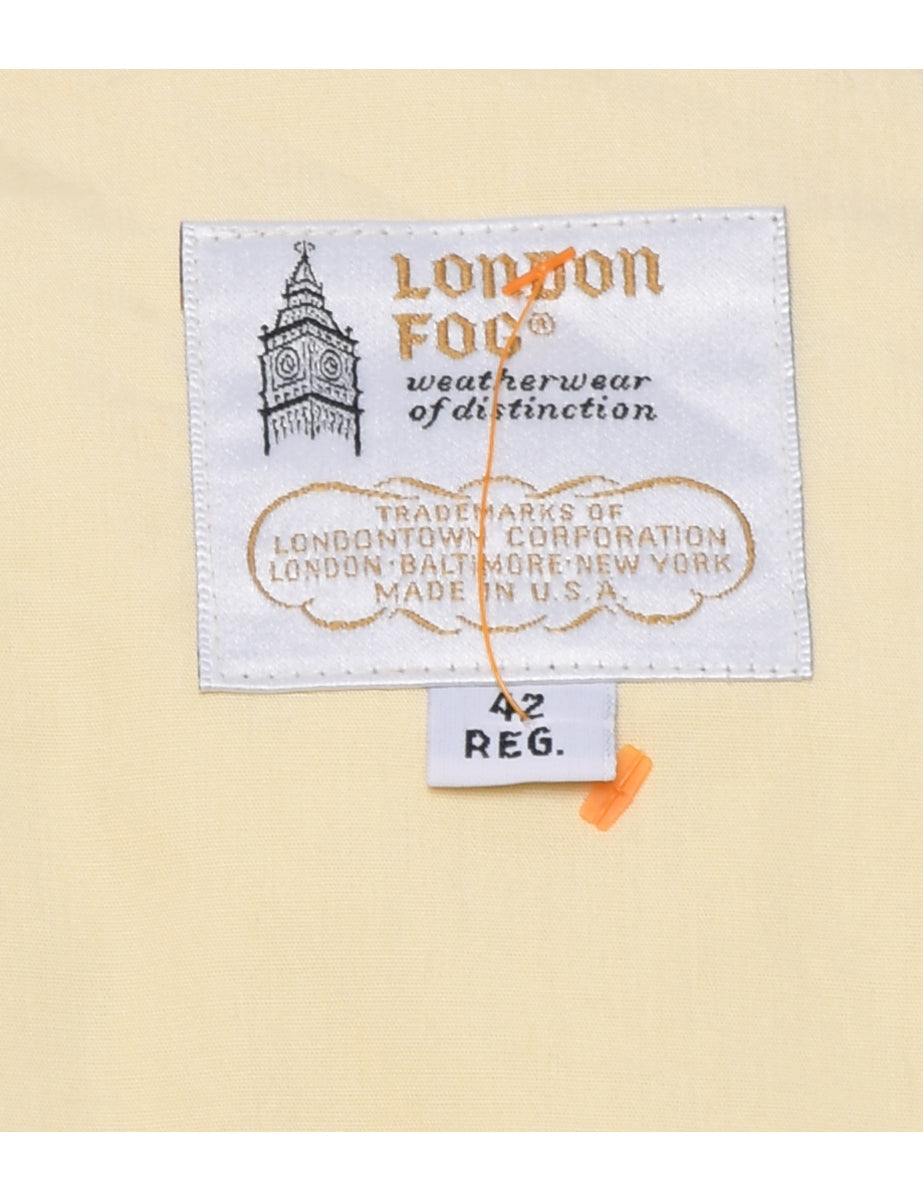 LONDON
FOG®
weatherwear
of distinction
TRADEMARKS OF
LONDONTOWN CORPORATION
LONDON·BALTIMORE·NEW YORK
MADE IN U.S.A.
42
REG.